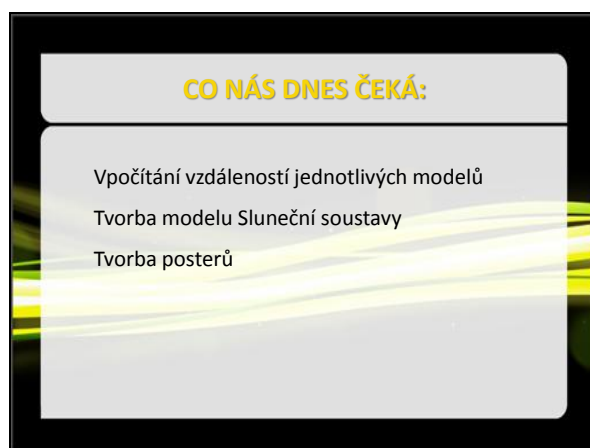 CO NÁS DNES ČEKÁ:
Vpočítání vzdáleností jednotlivých modelů
Tvorba modelu Sluneční soustavy
Tvorba posterů